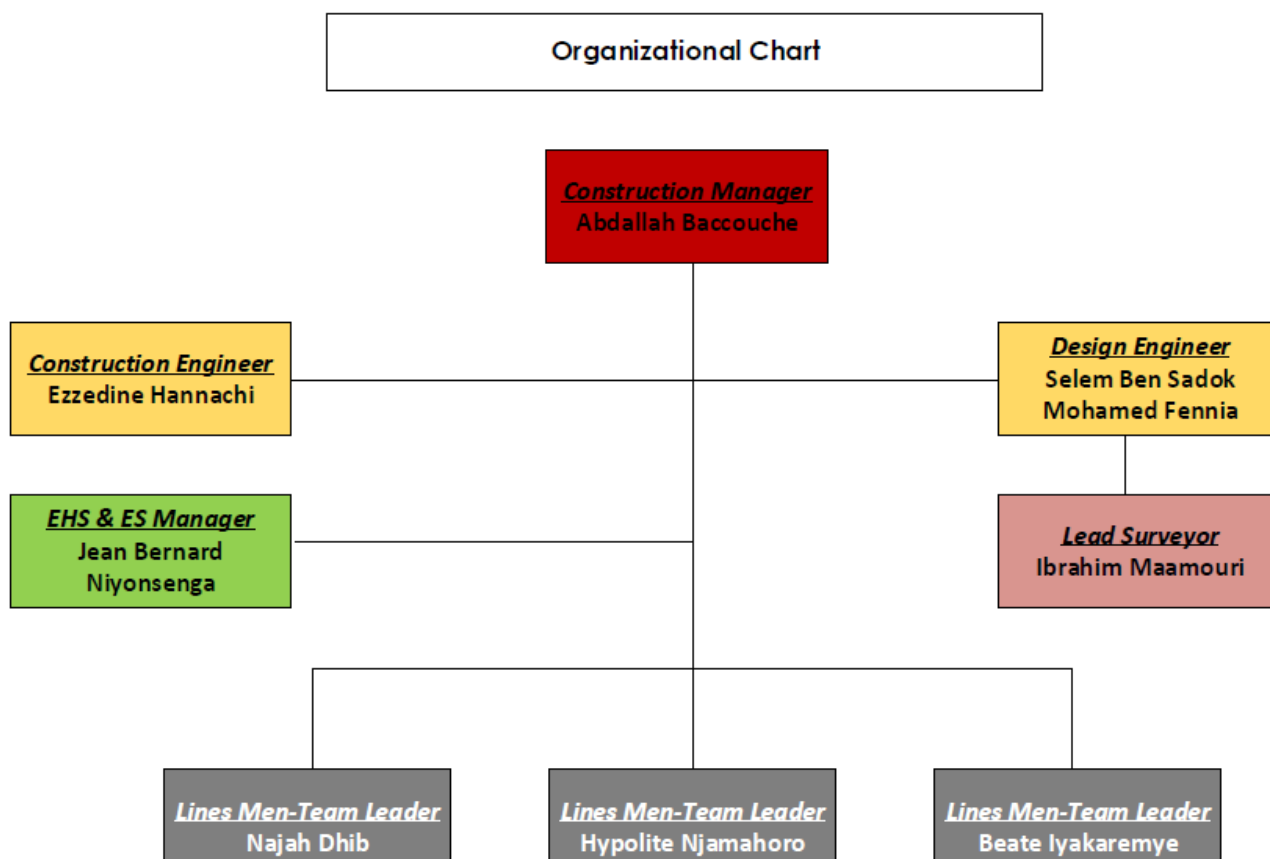 Organizational Chart
Construction Manager
Abdallah Baccouche
Construction Engineer
Ezzedine Hannachi
Design Engineer
Selem Ben Sadok
Mohamed Fennia
EHS & ES Manager
Jean Bernard
Niyonsenga
Lead Surveyor
Ibrahim Maamouri
Lines Men-Team Leader
Najah Dhib
Lines Men-Team Leader
Hypolite Njamahoro
Lines Men-Team Leader
Beate Iyakaremye